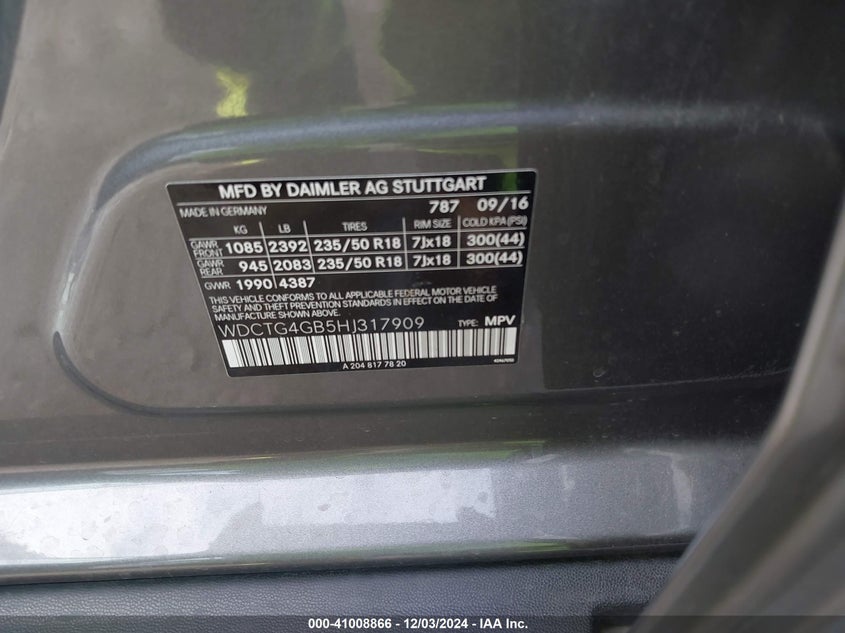 MFD BY DAIMLER AG STUTTGART
MADE IN GERMANY 787 09/16
KG LB TIRES RIM SIZE COLD KPA (PSI)
GAWR FRONT 1085 2392 235/50 R18 7Jx18 300(44)
GAWR REAR 945 2083 235/50 R18 7Jx18 300(44)
GVWR 1990 4387
THIS VEHICLE CONFORMS TO ALL APPLICABLE FEDERAL MOTOR VEHICLE
SAFETY AND THEFT PREVENTION STANDARDS IN EFFECT ON THE DATE OF
MANUFACTURE SHOWN ABOVE.
WDCTG4GB5HJ317909 TYPE: MPV
A 204 817 78 20
000-41008866 - 12/03/2024 - IAA Inc.